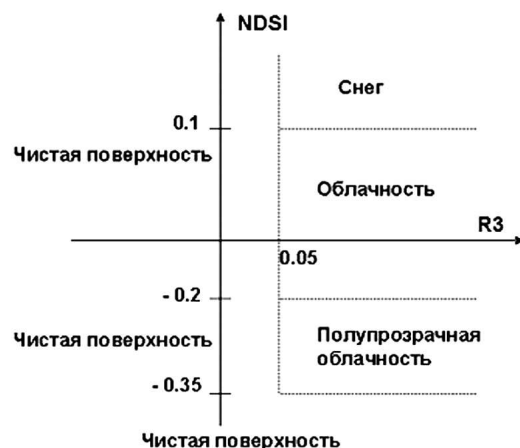 NDSI
Снег
0.1
Чистая поверхность
Облачность
R3
0.05
- 0.2
Чистая поверхность
Полупрозрачная
облачность
- 0.35
Чистая поверхность